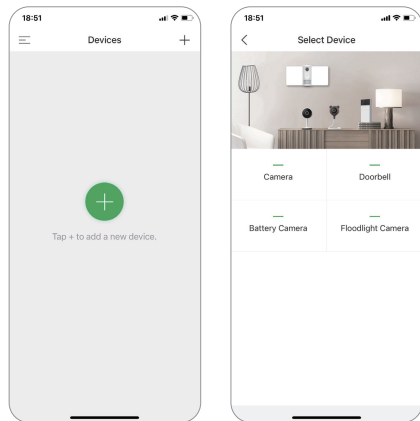 18:51
Devices
Tap + to add a new device.
18:51
Select Device
Camera
Doorbell
Battery Camera
Floodlight Camera